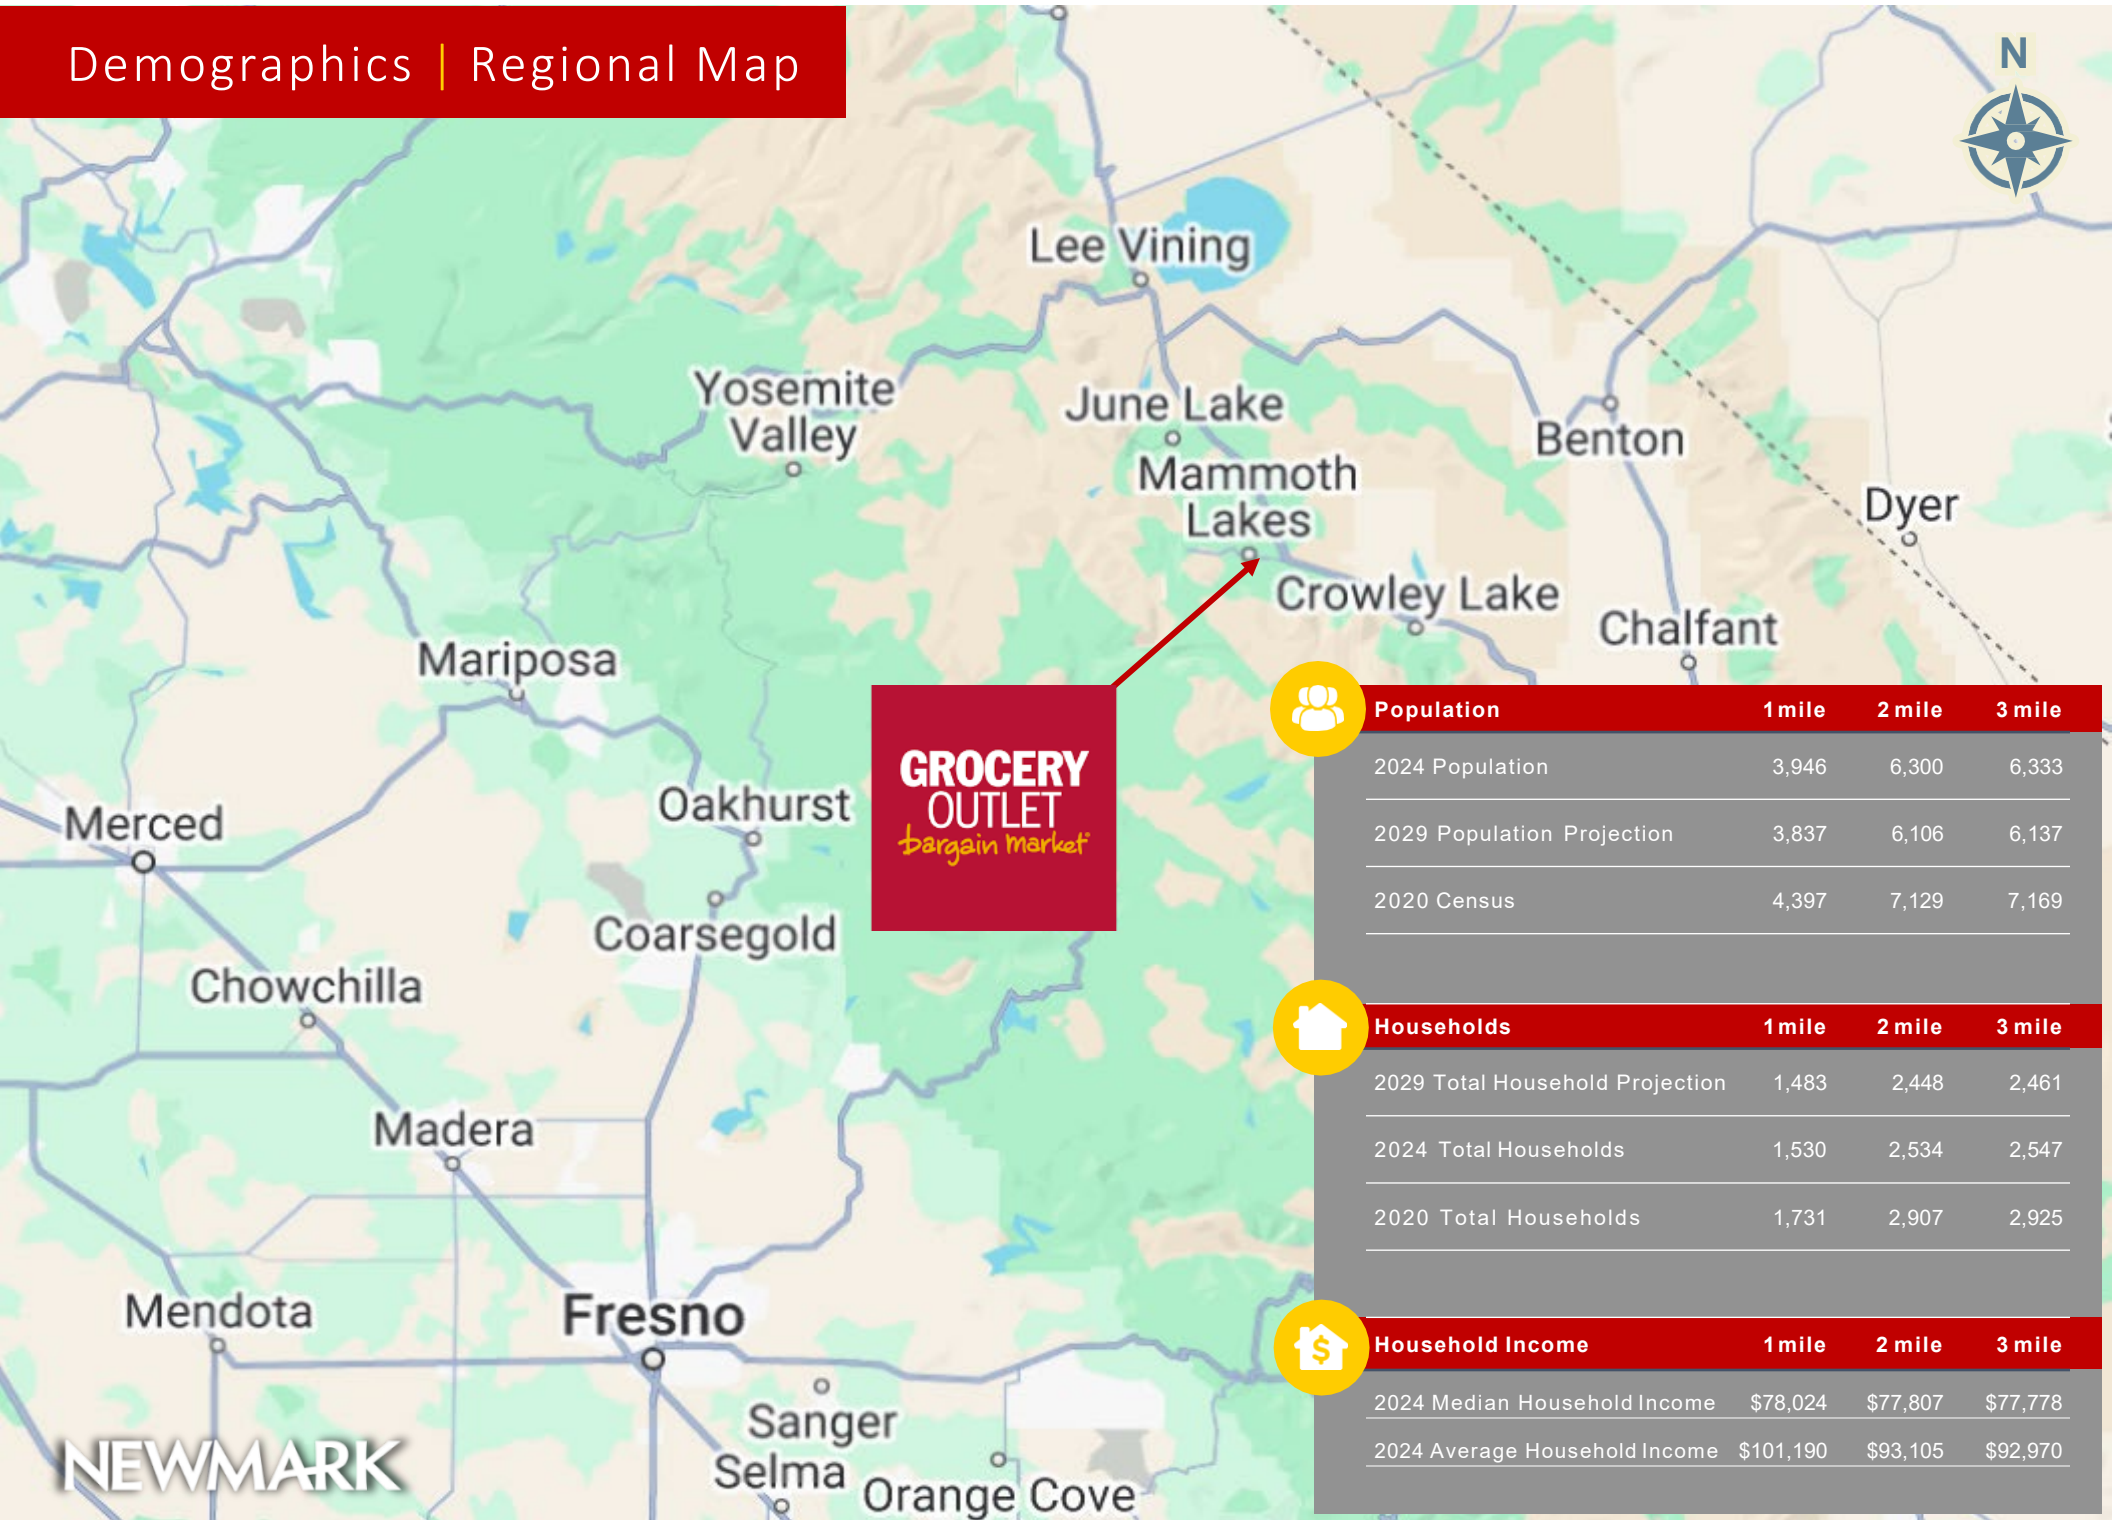 Demographics | Regional Map
N
Lee Vining
Yosemite
Valley
June Lake
Mammoth
Lakes
Benton
Dyer
Crowley Lake
Chalfant
Mariposa
Merced
Oakhurst
Coarsegold
Chowchilla
Madera
Mendota
Fresno
Sanger
Selma
Orange Cove
GROCERY
OUTLET
bargain market
Population 1 mile 2 mile 3 mile
2024 Population 3,946 6,300 6,333
2029 Population Projection 3,837 6,106 6,137
2020 Census 4,397 7,129 7,169
Households 1 mile 2 mile 3 mile
2029 Total Household Projection 1,483 2,448 2,461
2024 Total Households 1,530 2,534 2,547
2020 Total Households 1,731 2,907 2,925
Household Income 1 mile 2 mile 3 mile
2024 Median Household Income $78,024 $77,807 $77,778
2024 Average Household Income $101,190 $93,105 $92,970
NEWMARK